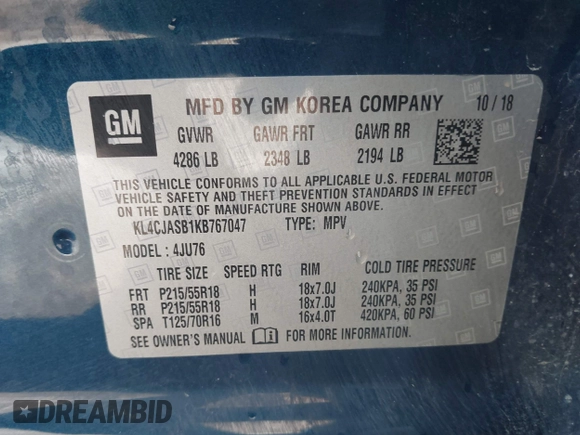 GM
MFD BY GM KOREA COMPANY 10/18
GVWR GAWR FRT GAWR RR
4286 LB 2348 LB 2194 LB
THIS VEHICLE CONFORMS TO ALL APPLICABLE U.S. FEDERAL MOTOR
VEHICLE SAFETY AND THEFT PREVENTION STANDARDS IN EFFECT
ON THE DATE OF MANUFACTURE SHOWN ABOVE.
KL4CJASB1KB767047 TYPE: MPV
MODEL: 4JU76
TIRE SIZE SPEED RTG RIM COLD TIRE PRESSURE
FRT P215/55R18 H 18x7.0J 240KPA, 35 PSI
RR P215/55R18 H 18x7.0J 240KPA, 35 PSI
SPA T125/70R16 M 16x4.0T 420KPA, 60 PSI
SEE OWNER'S MANUAL FOR MORE INFORMATION.
DREAMBID